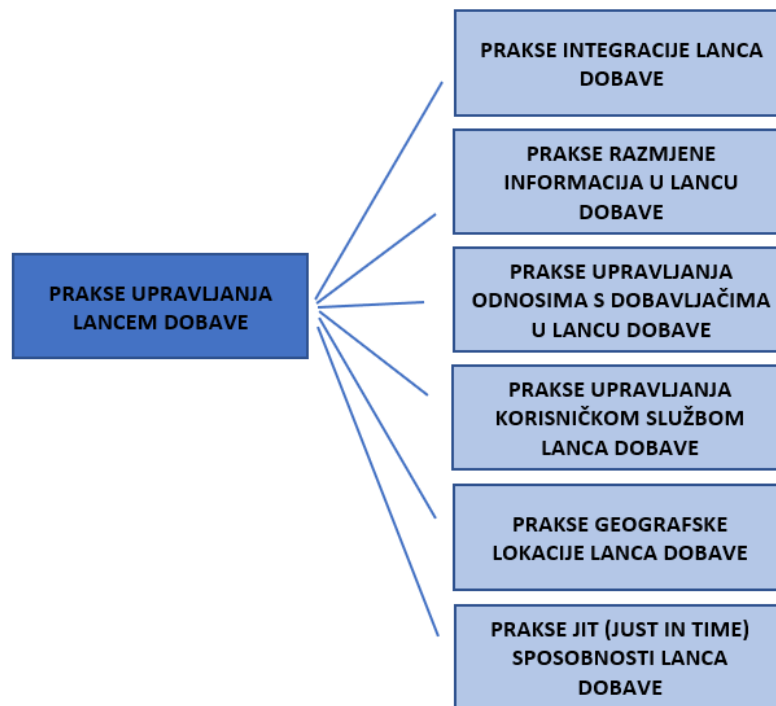 PRAKSE UPRAVLJANJA
LANCEM DOBAVE
PRAKSE INTEGRACIJE LANCA
DOBAVE
PRAKSE RAZMJENE
INFORMACIJA U LANCU
DOBAVE
PRAKSE UPRAVLJANJA
ODNOSIMA S DOBAVLJAČIMA
U LANCU DOBAVE
PRAKSE UPRAVLJANJA
KORISNIČKOM SLUŽBOM
LANCA DOBAVE
PRAKSE GEOGRAFSKE
LOKACIJE LANCA DOBAVE
PRAKSE JIT (JUST IN TIME)
SPOSOBNOSTI LANCA
DOBAVE